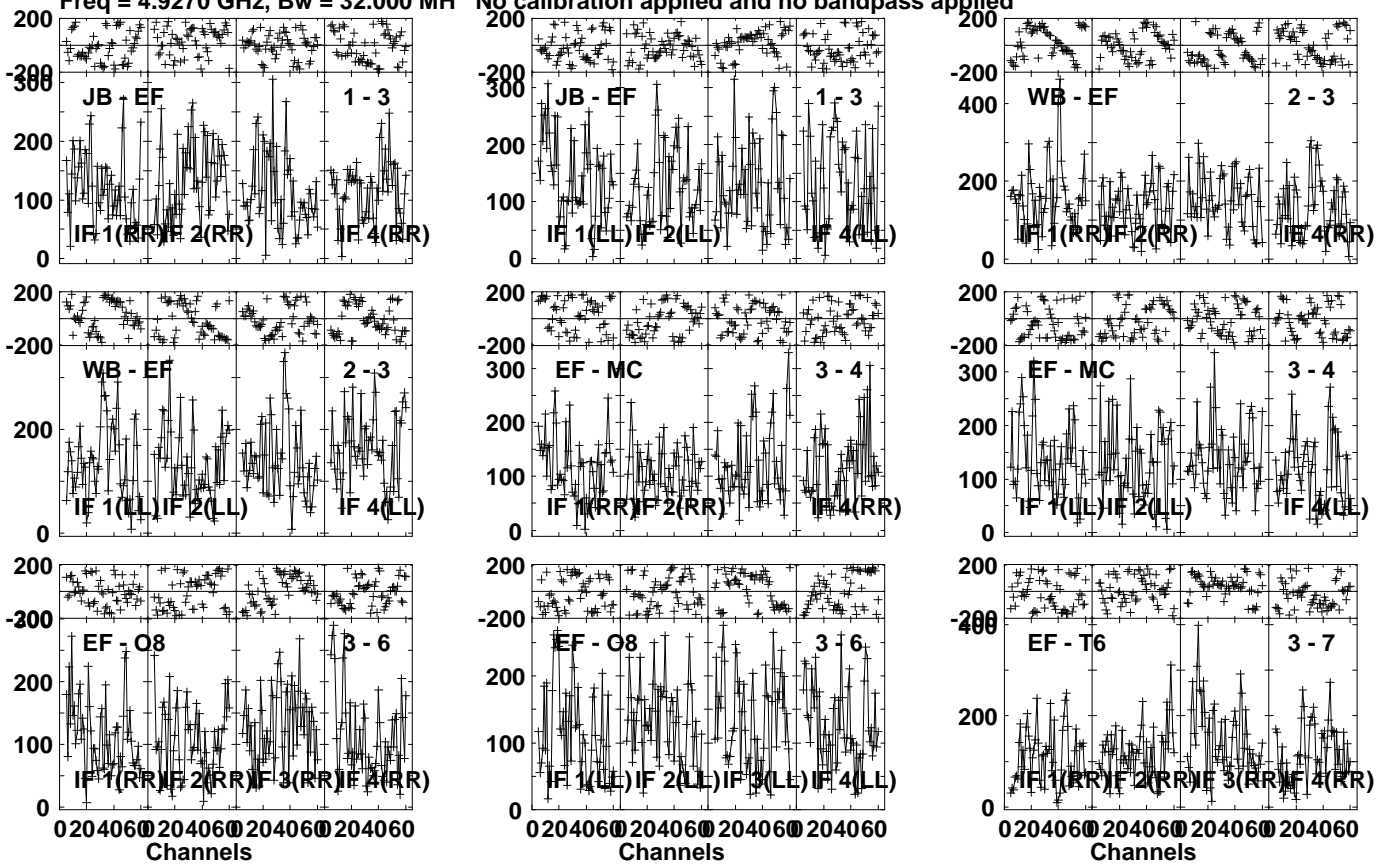 Freq = 4.9270 GHz, Bw = 32.000 MH No calibration applied and no bandpass applied
200
-200
300
200
100
0
JB - EF
1 - 3
IF 1(RR)
IF 2(RR)
IF 4(RR)
200
-200
300
200
100
0
JB - EF
1 - 3
IF 1(LL)
IF 2(LL)
IF 4(LL)
200
-200
400
200
0
WB - EF
2 - 3
IF 1(RR)
IF 2(RR)
IF 4(RR)
200
-200
200
0
WB - EF
2 - 3
IF 1(LL)
IF 2(LL)
IF 4(LL)
200
-200
300
200
100
0
EF - MC
3 - 4
IF 1(RR)
IF 2(RR)
IF 4(RR)
200
-200
300
200
100
0
EF - MC
3 - 4
IF 1(LL)
IF 2(LL)
IF 4(LL)
200
-200
300
200
100
0
EF - O8
3 - 6
IF 1(RR)
IF 2(RR)
IF 3(RR)
IF 4(RR)
0 20 40 60 0 20 40 60 0 20 40 60 0 20 40 60
Channels
200
-200
200
100
0
EF - O8
3 - 6
IF 1(LL)
IF 2(LL)
IF 3(LL)
IF 4(LL)
0 20 40 60 0 20 40 60 0 20 40 60 0 20 40 60
Channels
200
-200
400
200
0
EF - T6
3 - 7
IF 1(RR)
IF 2(RR)
IF 3(RR)
IF 4(RR)
0 20 40 60 0 20 40 60 0 20 40 60 0 20 40 60
Channels